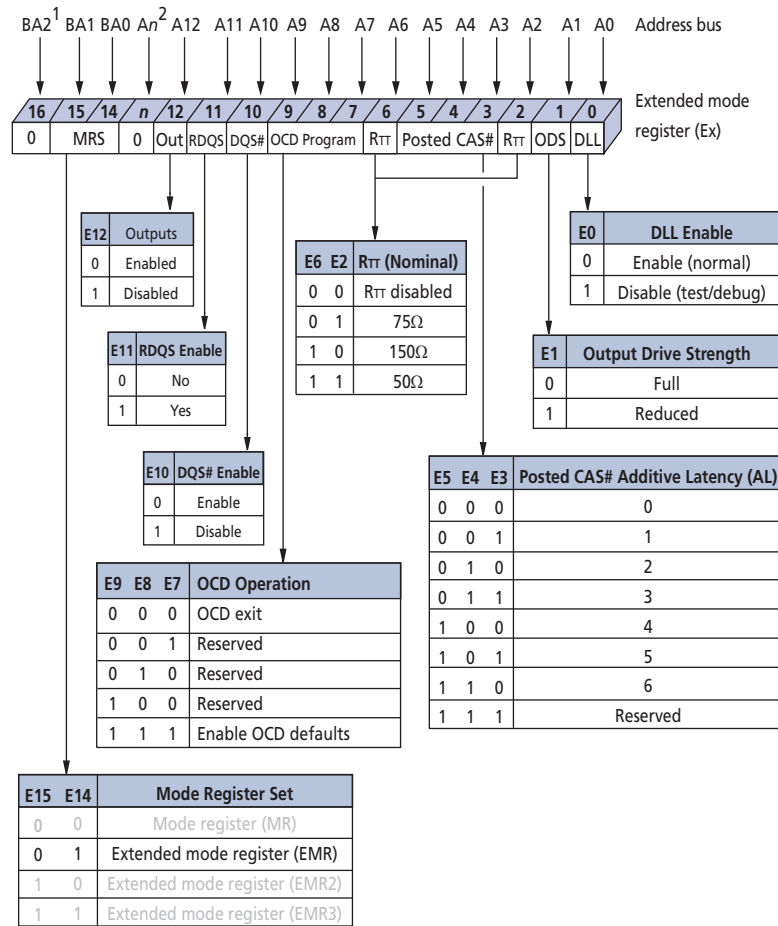 BA2¹ BA1 BA0 An² A12 A11 A10 A9 A8 A7 A6 A5 A4 A3 A2 A1 A0 Address bus
16 15 14 n 12 11 10 9 8 7 6 5 4 3 2 1 0 Extended mode
register (Ex)
0 MRS 0 Out RDQS DQS# OCD Program RTT Posted CAS# RTT ODS DLL
E12 Outputs
0 Enabled
1 Disabled
E6 E2 RTT (Nominal)
0 0 RTT disabled
0 1 75Ω
1 0 150Ω
1 1 50Ω
E0 DLL Enable
0 Enable (normal)
1 Disable (test/debug)
E11 RDQS Enable
0 No
1 Yes
E1 Output Drive Strength
0 Full
1 Reduced
E10 DQS# Enable
0 Enable
1 Disable
E5 E4 E3 Posted CAS# Additive Latency (AL)
0 0 0 0
0 0 1 1
0 1 0 2
0 1 1 3
1 0 0 4
1 0 1 5
1 1 0 6
1 1 1 Reserved
E9 E8 E7 OCD Operation
0 0 0 OCD exit
0 0 1 Reserved
0 1 0 Reserved
1 0 0 Reserved
1 1 1 Enable OCD defaults
E15 E14 Mode Register Set
0 0 Mode register (MR)
0 1 Extended mode register (EMR)
1 0 Extended mode register (EMR2)
1 1 Extended mode register (EMR3)